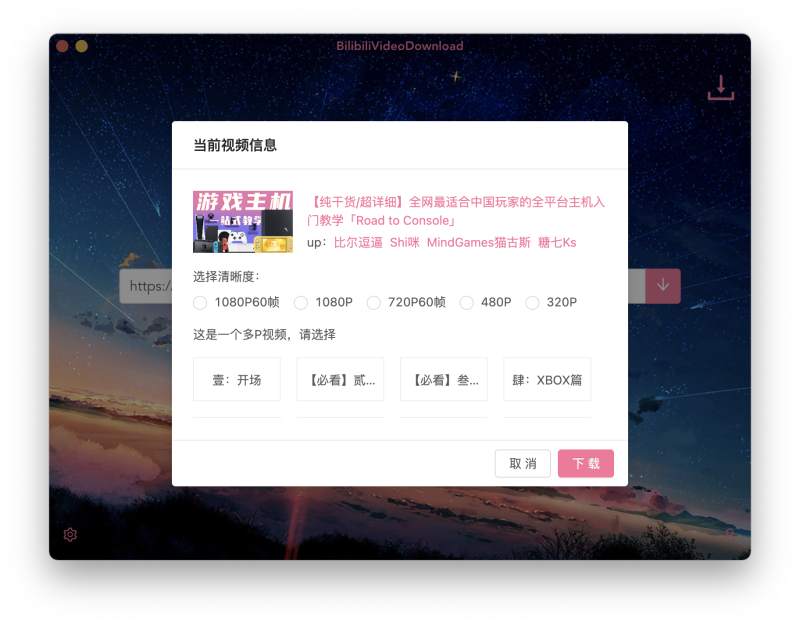 BilibiliVideoDownload
当前视频信息
游戏主机
一站式教学
【纯干货/超详细】全网最适合中国玩家的全平台主机入
门教学「Road to Console」
up：比尔逗逼 Shi咪 MindGames猫古斯 糖七Ks
https:/
选择清晰度：
1080P60帧 1080P 720P60帧 480P 320P
这是一个多P视频，请选择
壹：开场 【必看】贰... 【必看】叁... 肆：XBOX篇
取 消 下 载